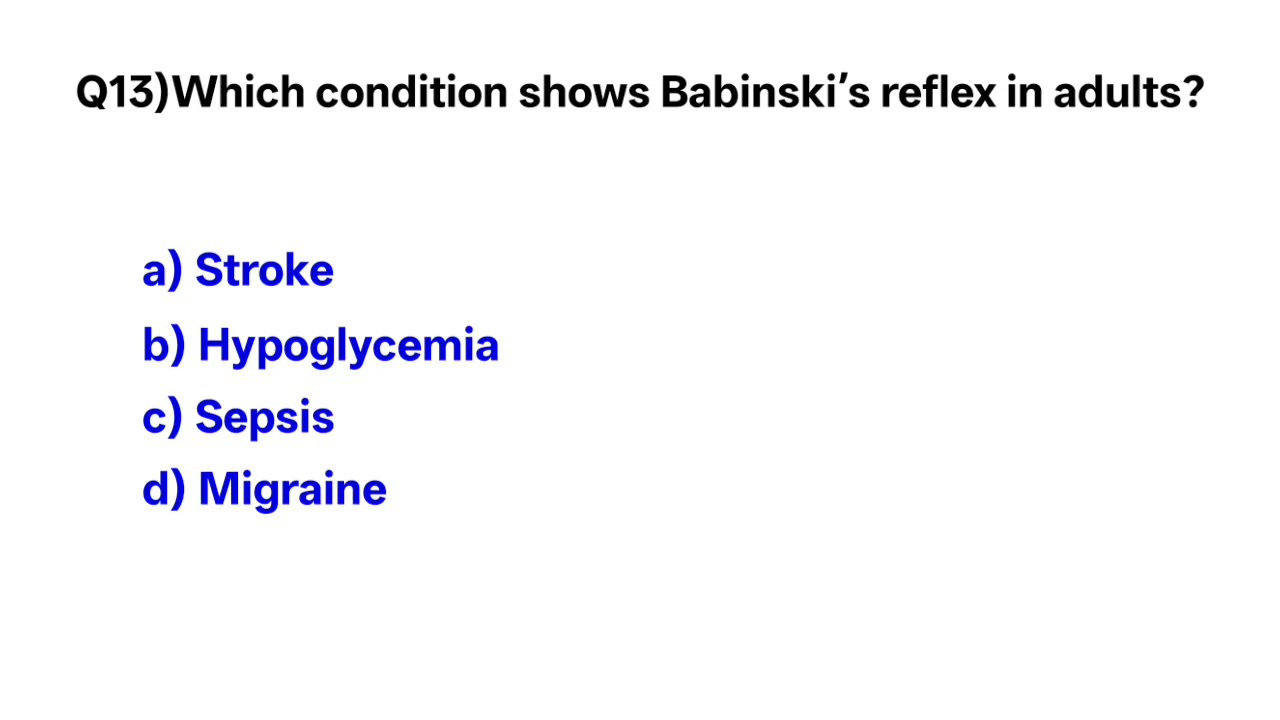 Q13)Which condition shows Babinski’s reflex in adults?
a) Stroke
b) Hypoglycemia
c) Sepsis
d) Migraine